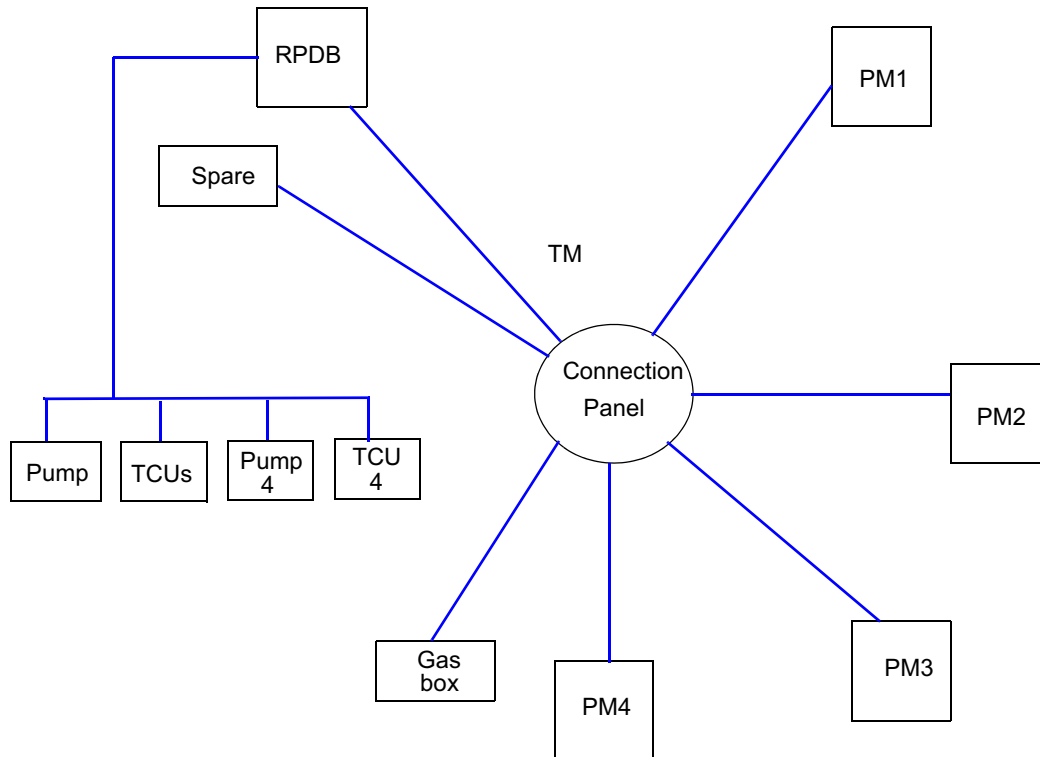 RPDB
PM1
Spare
TM
Connection
Panel
PM2
Pump
TCUs
Pump
4
TCU
4
Gas
box
PM4
PM3